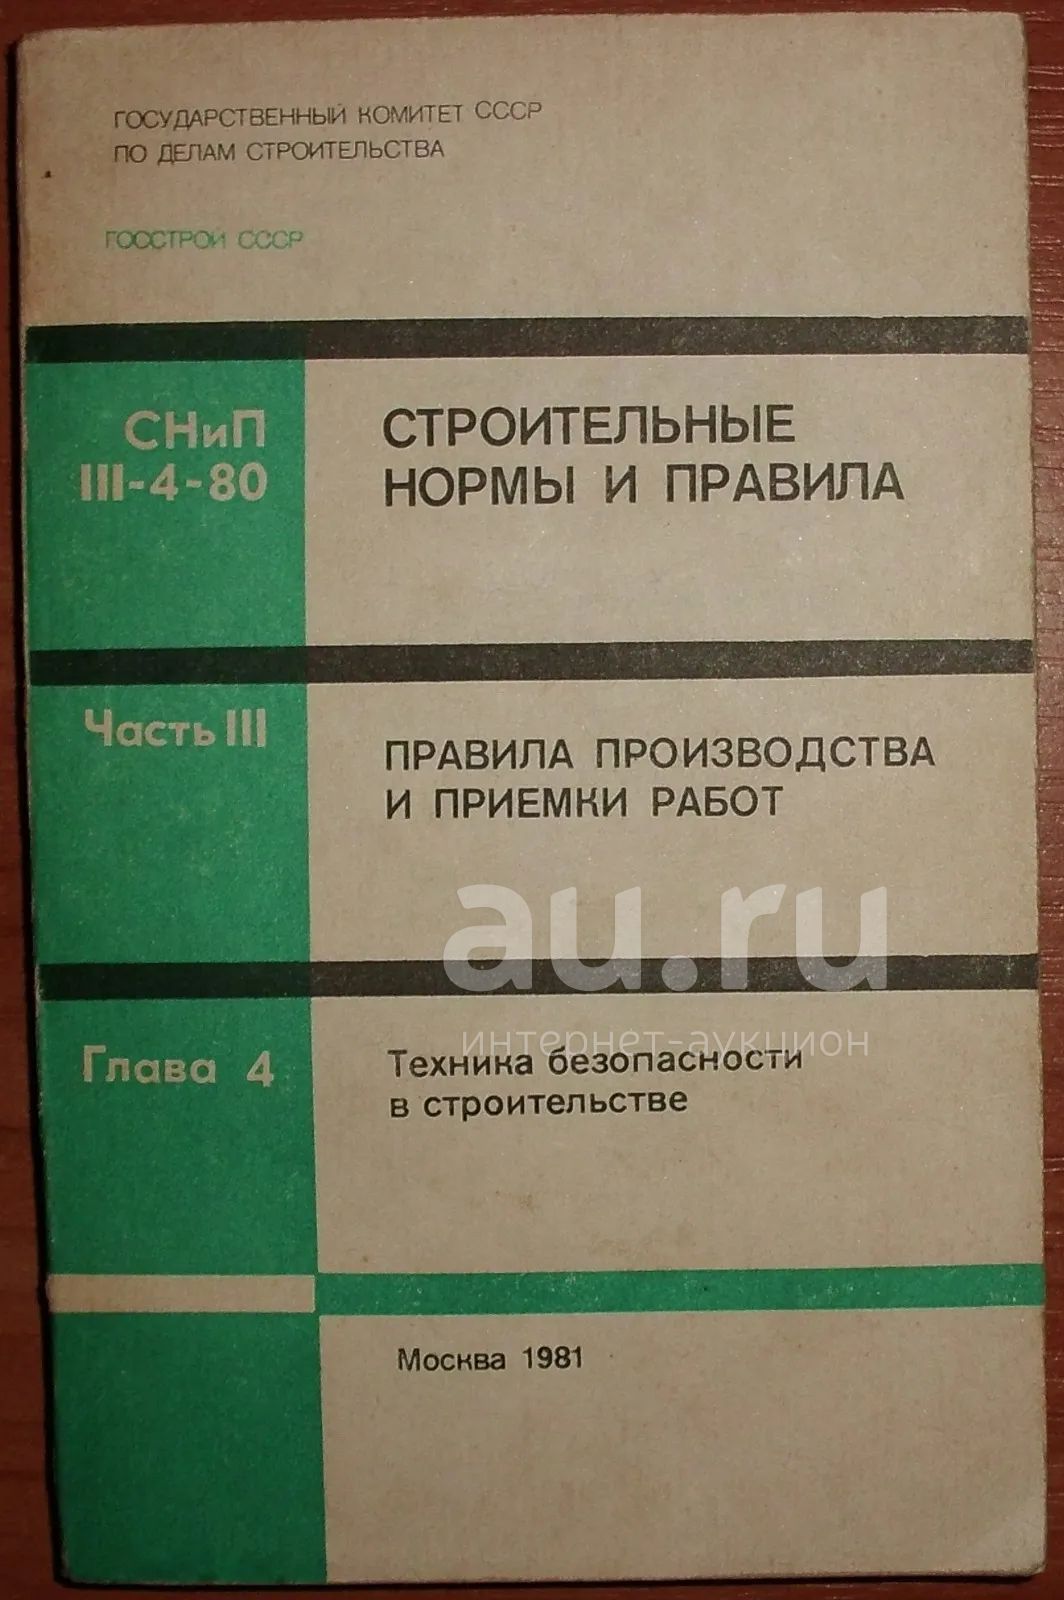 ГОСУДАРСТВЕННЫЙ КОМИТЕТ СССР
ПО ДЕЛАМ СТРОИТЕЛЬСТВА
ГОССТРОЙ СССР
СНиП
III-4-80
СТРОИТЕЛЬНЫЕ
НОРМЫ И ПРАВИЛА
Часть III
ПРАВИЛА ПРОИЗВОДСТВА
И ПРИЕМКИ РАБОТ
au.ru
интернет-аукцион
Глава 4
Техника безопасности
в строительстве
Москва 1981